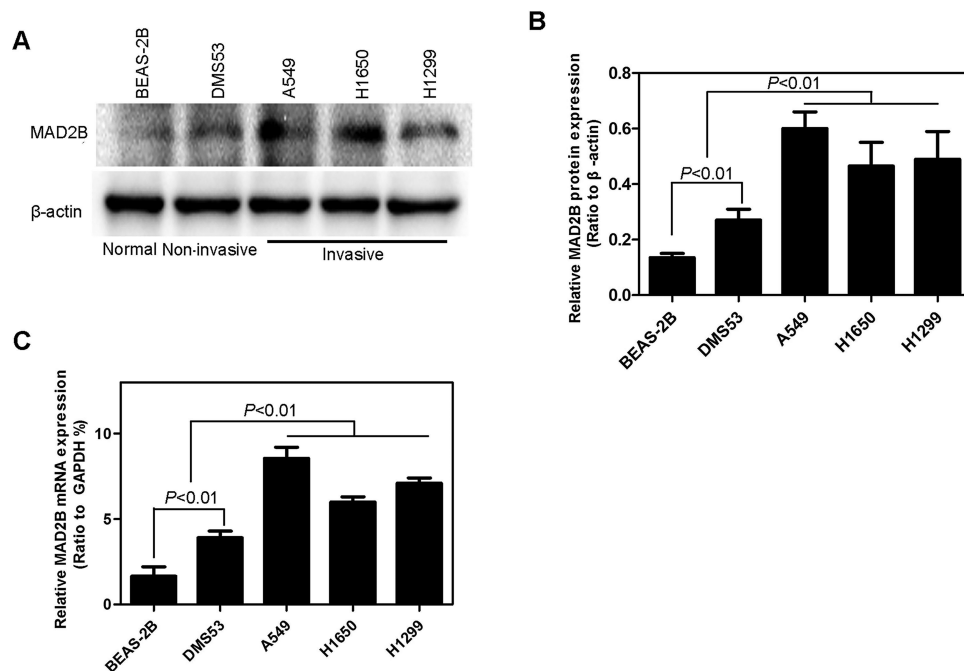 A
BEAS-2B
DMS53
A549
H1650
H1299
MAD2B
β-actin
Normal Non-invasive Invasive
B
Relative MAD2B protein expression
(Ratio to β -actin)
0.8
0.6
0.4
0.2
0.0
P<0.01
P<0.01
BEAS-2B
DMS53
A549
H1650
H1299
C
Relative MAD2B mRNA expression
(Ratio to GAPDH %)
10
5
0
P<0.01
P<0.01
BEAS-2B
DMS53
A549
H1650
H1299